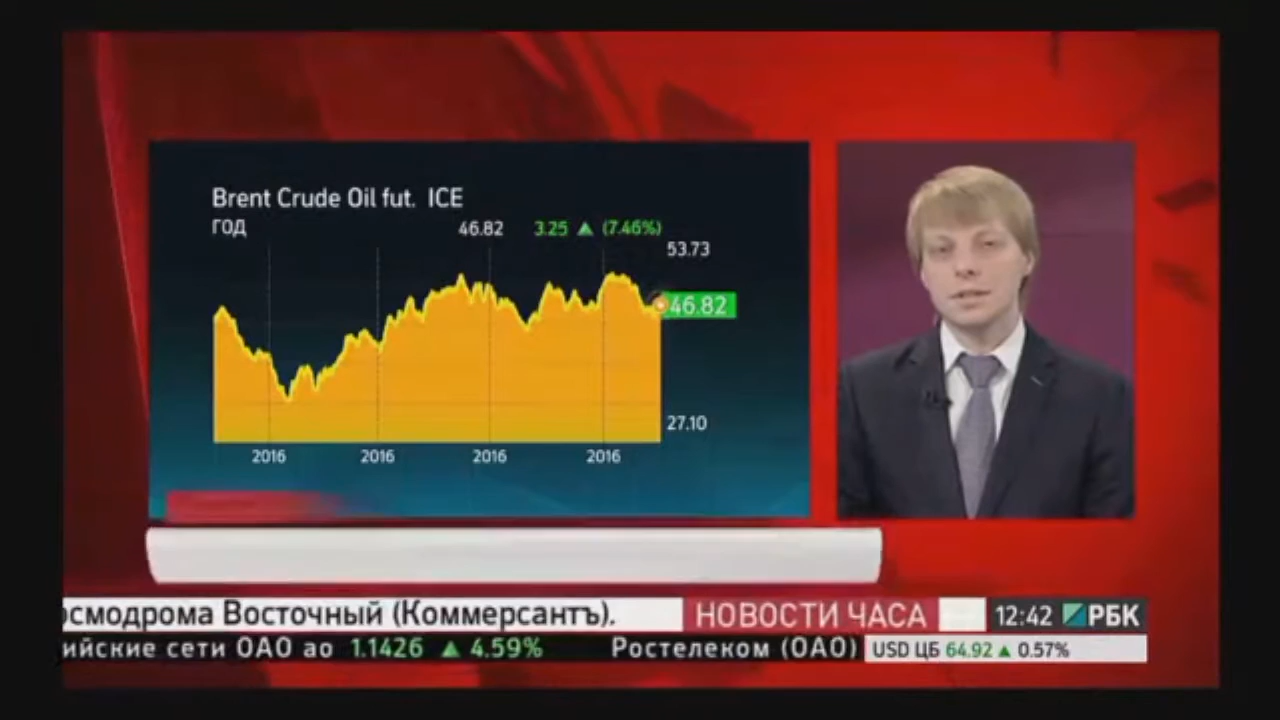 Brent Crude Oil fut. ICE
ГОД
46.82 3.25 ▲ (7.46%)
53.73
46.82
27.10
2016 2016 2016 2016
осмодрома Восточный (Коммерсантъ).
НОВОСТИ ЧАСА
12:42 РБК
ийские сети ОАО ао 1.1426 ▲ 4.59% Ростелеком (ОАО)
USD ЦБ 64.92 ▲ 0.57%